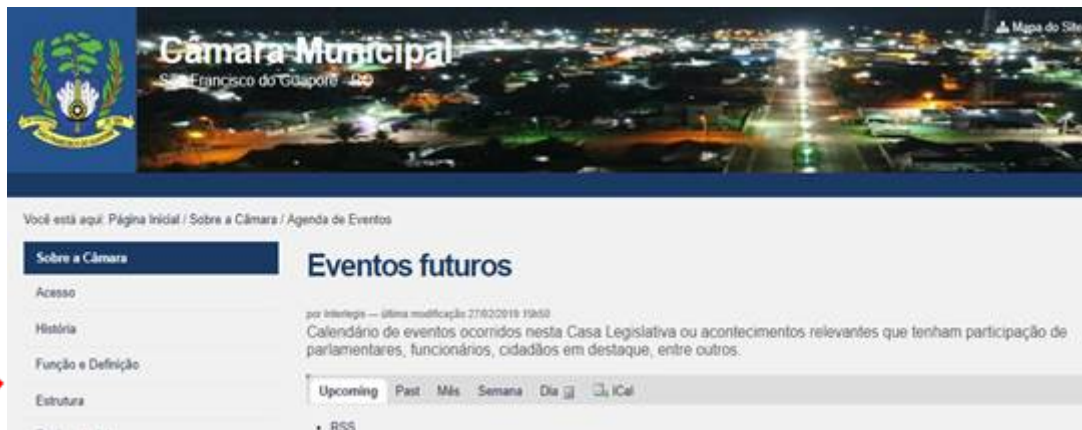 Mapa do Site
Câmara Municipal
São Francisco do Guaporé - RO
Você está aqui: Página Inicial / Sobre a Câmara / Agenda de Eventos
Sobre a Câmara
Acesso
História
Função e Definição
Estrutura
Eventos futuros
por Interlegis — última modificação 27/02/2019 15h50
Calendário de eventos ocorridos nesta Casa Legislativa ou acontecimentos relevantes que tenham participação de
parlamentares, funcionários, cidadãos em destaque, entre outros.
Upcoming Past Mês Semana Dia iCal
• RSS